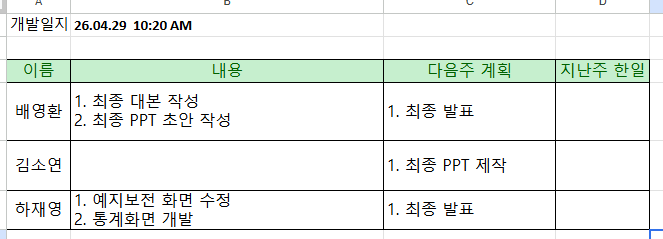 A B C D
개발일지 26.04.29 10:20 AM
이름 내용 다음주 계획 지난주 한일
배영환 1. 최종 대본 작성
2. 최종 PPT 초안 작성
1. 최종 발표
김소연 1. 최종 PPT 제작
하재영 1. 예지보전 화면 수정
2. 통계화면 개발
1. 최종 발표